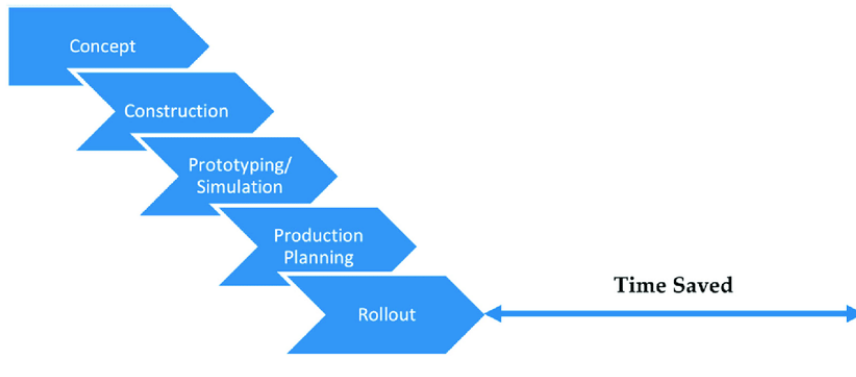 Concept
Construction
Prototyping/
Simulation
Production
Planning
Time Saved
Rollout